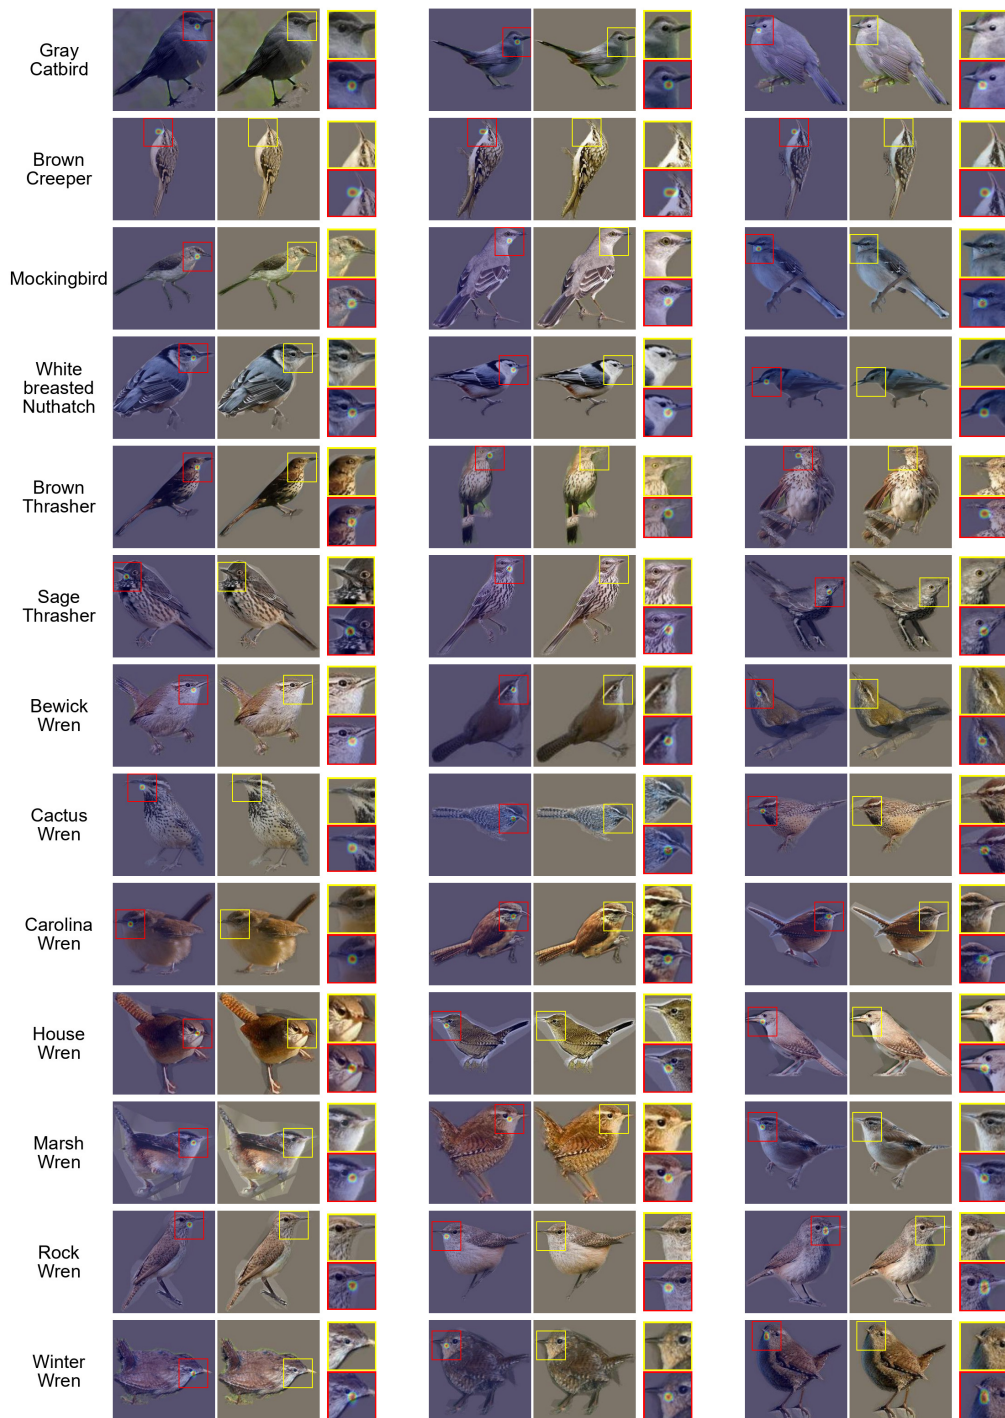 Gray
Catbird
Brown
Creeper
Mockingbird
White
breasted
Nuthatch
Brown
Thrasher
Sage
Thrasher
Bewick
Wren
Cactus
Wren
Carolina
Wren
House
Wren
Marsh
Wren
Rock
Wren
Winter
Wren